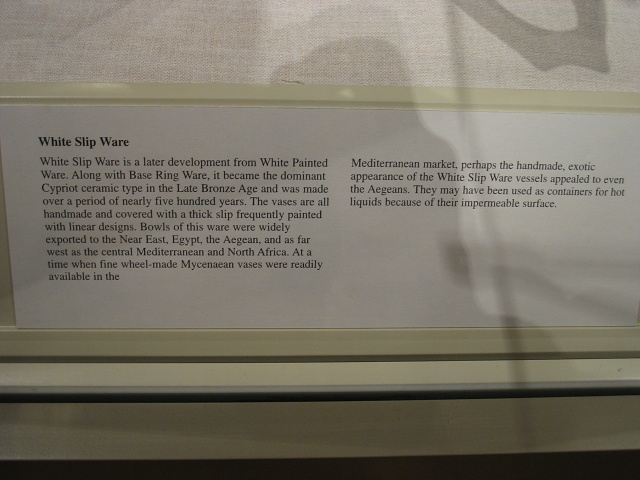 White Slip Ware
White Slip Ware is a later development from White Painted
Ware. Along with Base Ring Ware, it became the dominant
Cypriot ceramic type in the Late Bronze Age and was made
over a period of nearly five hundred years. The vases are all
handmade and covered with a thick slip frequently painted
with linear designs. Bowls of this ware were widely
exported to the Near East, Egypt, the Aegean, and as far
west as the central Mediterranean and North Africa. At a
time when fine wheel-made Mycenaean vases were readily
available in the
Mediterranean market, perhaps the handmade, exotic
appearance of the White Slip Ware vessels appealed to even
the Aegeans. They may have been used as containers for hot
liquids because of their impermeable surface.